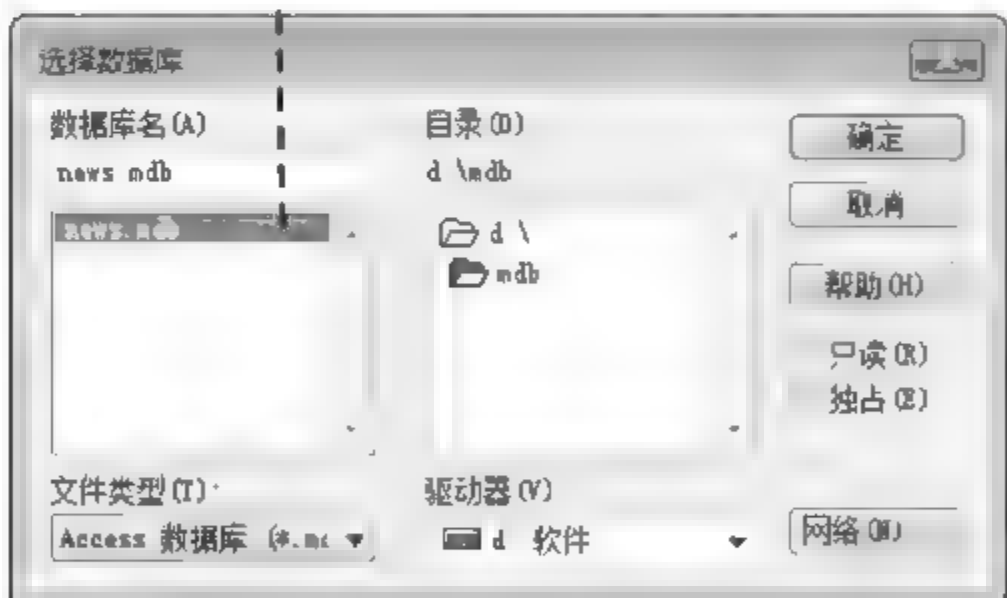 选择数据库
数据库名(A)
news mdb
news.mdb
目录(D)
d \mdb
d \
mdb
确定
取消
帮助(H)
只读(R)
独占(E)
文件类型(T)
Access 数据库 (*.m
驱动器(V)
d 软件
网络(N)